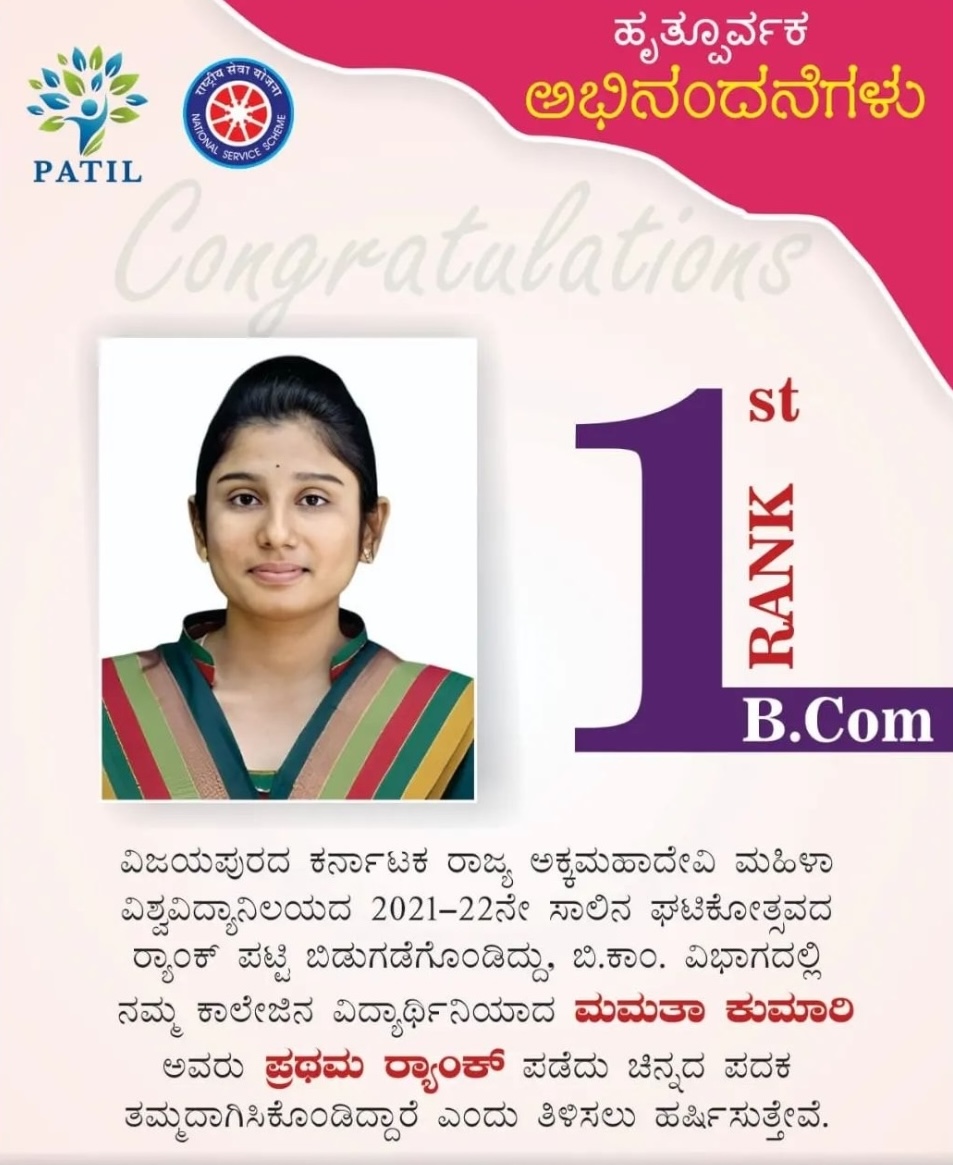 ಹೃತ್ಪೂರ್ವಕ
ಅಭಿನಂದನೆಗಳು
PATIL
राष्ट्रीय सेवा योजना
NATIONAL SERVICE SCHEME
Congratulations
1st
RANK
B.Com
ವಿಜಯಪುರದ ಕರ್ನಾಟಕ ರಾಜ್ಯ ಅಕ್ಕಮಹಾದೇವಿ ಮಹಿಳಾ
ವಿಶ್ವವಿದ್ಯಾನಿಲಯದ 2021-22ನೇ ಸಾಲಿನ ಘಟಿಕೋತ್ಸವದ
ರ‍್ಯಾಂಕ್ ಪಟ್ಟಿ ಬಿಡುಗಡೆಗೊಂಡಿದ್ದು, ಬಿ.ಕಾಂ. ವಿಭಾಗದಲ್ಲಿ
ನಮ್ಮ ಕಾಲೇಜಿನ ವಿದ್ಯಾರ್ಥಿನಿಯಾದ ಮಮತಾ ಕುಮಾರಿ
ಅವರು ಪ್ರಥಮ ರ‍್ಯಾಂಕ್ ಪಡೆದು ಚಿನ್ನದ ಪದಕ
ತಮ್ಮದಾಗಿಸಿಕೊಂಡಿದ್ದಾರೆ ಎಂದು ತಿಳಿಸಲು ಹರ್ಷಿಸುತ್ತೇವೆ.